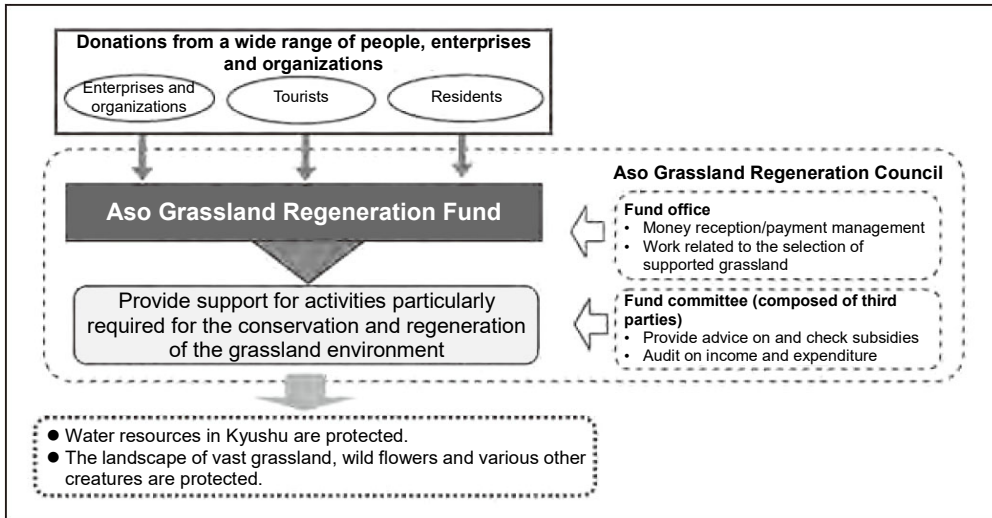 Donations from a wide range of people, enterprises
and organizations
Enterprises and
organizations
Tourists
Residents
Aso Grassland Regeneration Council
Aso Grassland Regeneration Fund
Fund office
• Money reception/payment management
• Work related to the selection of
supported grassland
Provide support for activities particularly
required for the conservation and regeneration
of the grassland environment
Fund committee (composed of third
parties)
• Provide advice on and check subsidies
• Audit on income and expenditure
● Water resources in Kyushu are protected.
● The landscape of vast grassland, wild flowers and various other
creatures are protected.